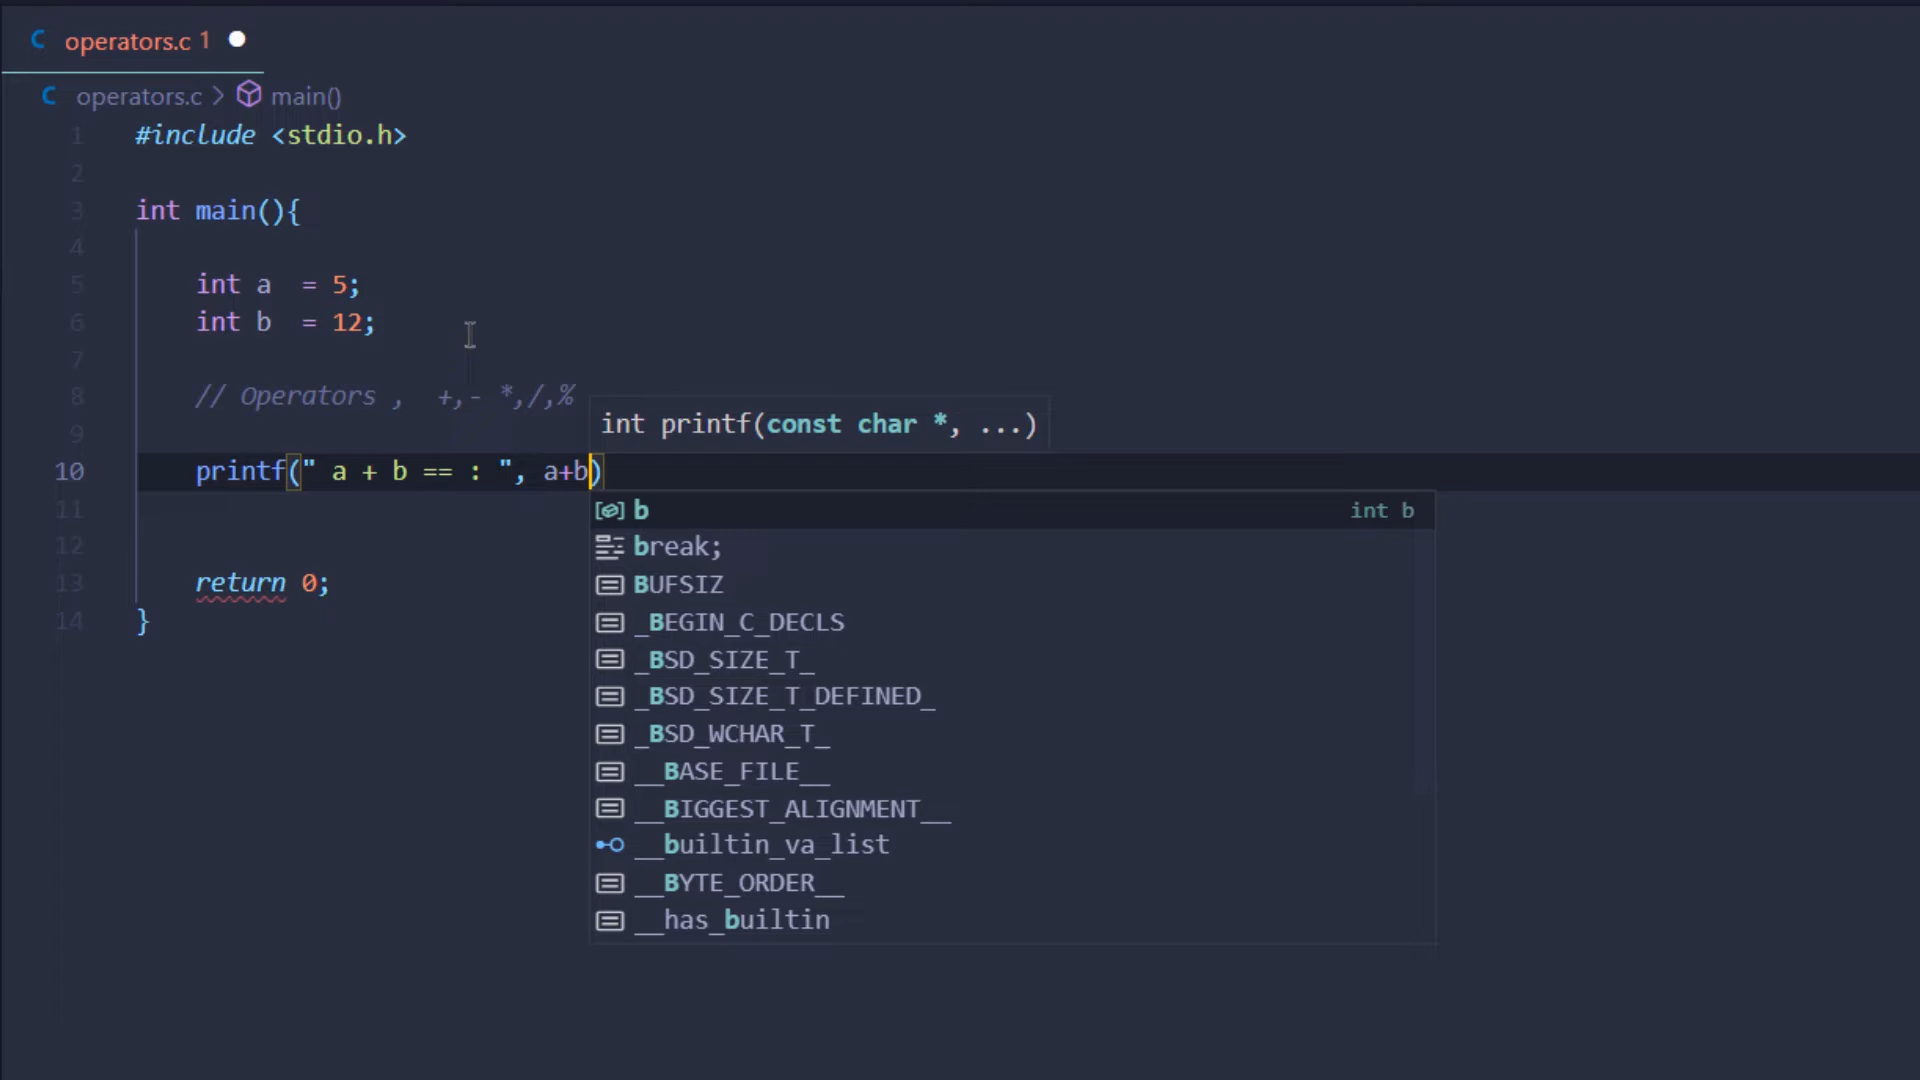 operators.c 1
operators.c > main()
1 #include <stdio.h>
2
3 int main(){
4
5 int a  = 5;
6 int b  = 12;
7
8 // Operators ,  +,- *,/,%
9
int printf(const char *, ...)
10 printf(" a + b == : ", a+b)
11
12
13 return 0;
14 }
b int b
break;
BUFSIZ
_BEGIN_C_DECLS
_BSD_SIZE_T_
_BSD_SIZE_T_DEFINED_
_BSD_WCHAR_T_
__BASE_FILE__
__BIGGEST_ALIGNMENT__
__builtin_va_list
__BYTE_ORDER__
__has_builtin